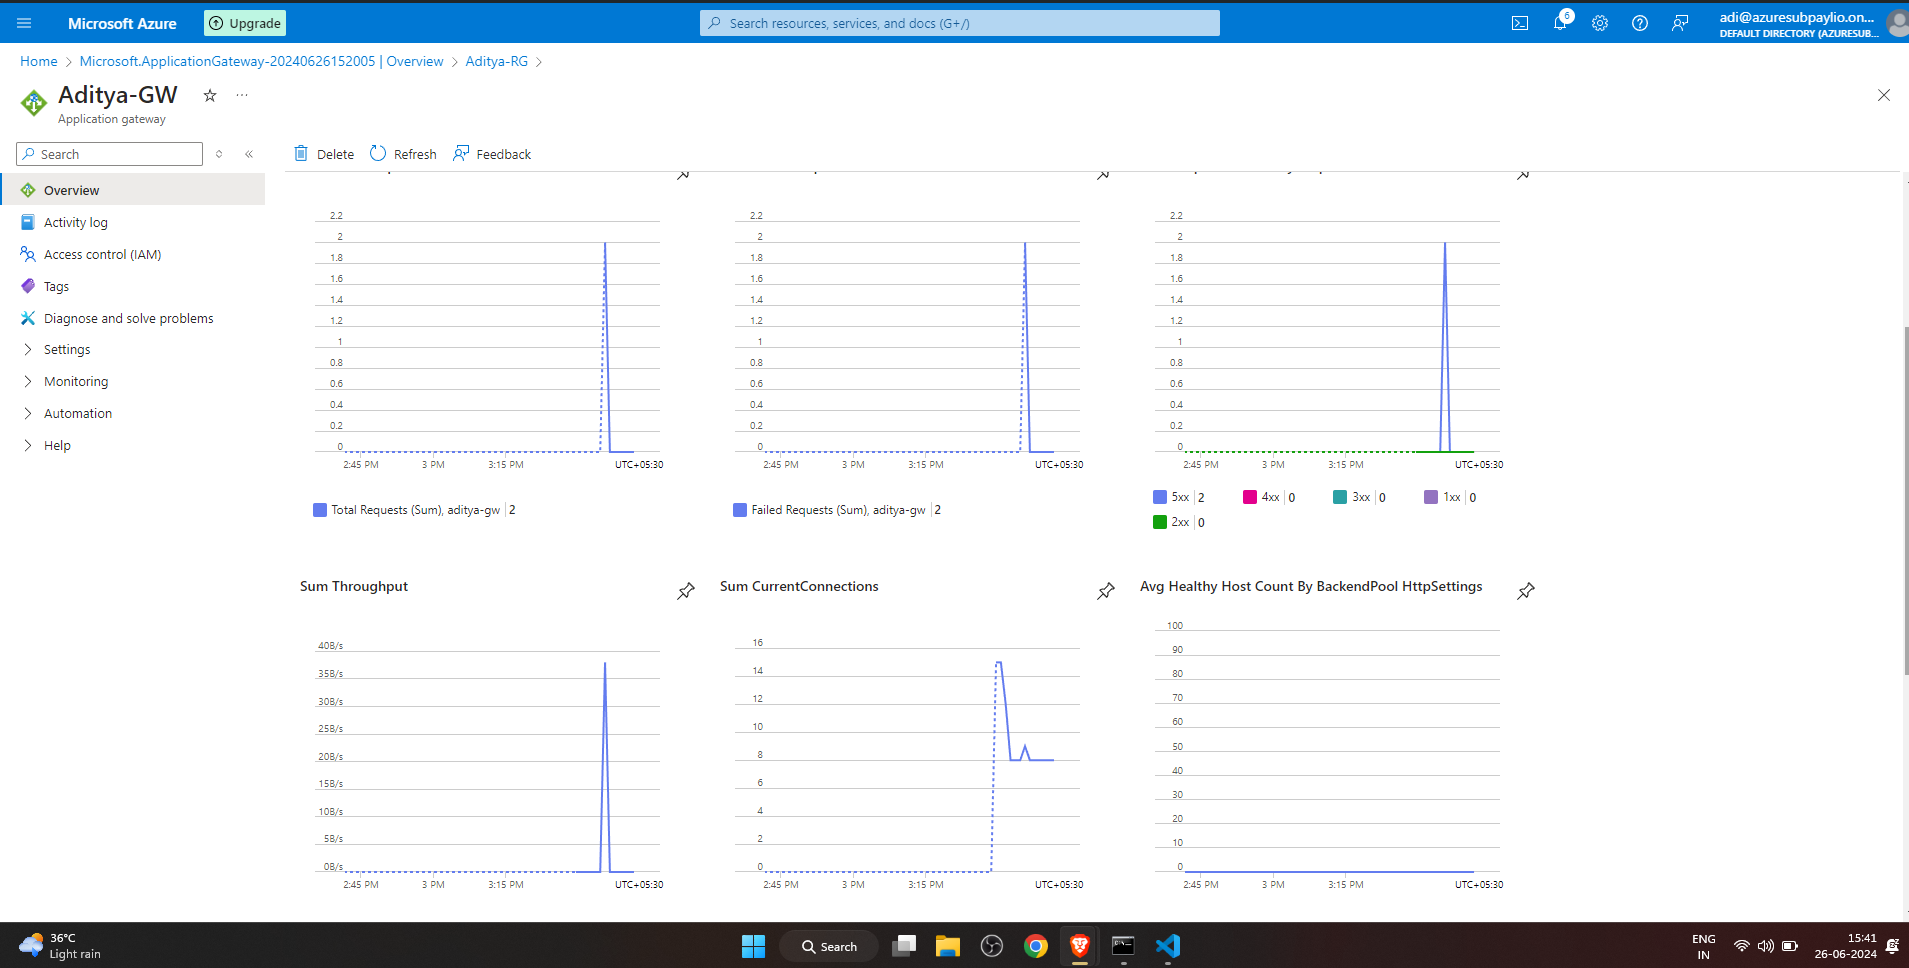 Microsoft Azure
Upgrade
Search resources, services, and docs (G+/)
6
adi@azuresubpaylio.on...
DEFAULT DIRECTORY (AZURESUB...
Home > Microsoft.ApplicationGateway-20240626152005 | Overview > Aditya-RG >
Aditya-GW
Application gateway
Search
Delete
Refresh
Feedback
Overview
Activity log
Access control (IAM)
Tags
Diagnose and solve problems
Settings
Monitoring
Automation
Help
2.2
2
1.8
1.6
1.4
1.2
1
0.8
0.6
0.4
0.2
0
2:45 PM 3 PM 3:15 PM UTC+05:30
Total Requests (Sum), aditya-gw 2
2.2
2
1.8
1.6
1.4
1.2
1
0.8
0.6
0.4
0.2
0
2:45 PM 3 PM 3:15 PM UTC+05:30
Failed Requests (Sum), aditya-gw 2
2.2
2
1.8
1.6
1.4
1.2
1
0.8
0.6
0.4
0.2
0
2:45 PM 3 PM 3:15 PM UTC+05:30
5xx 2 4xx 0 3xx 0 1xx 0
2xx 0
Sum Throughput
40B/s
35B/s
30B/s
25B/s
20B/s
15B/s
10B/s
5B/s
0B/s
2:45 PM 3 PM 3:15 PM UTC+05:30
Sum CurrentConnections
16
14
12
10
8
6
4
2
0
2:45 PM 3 PM 3:15 PM UTC+05:30
Avg Healthy Host Count By BackendPool HttpSettings
100
90
80
70
60
50
40
30
20
10
0
2:45 PM 3 PM 3:15 PM UTC+05:30
36°C
Light rain
Search
ENG
IN
15:41
26-06-2024